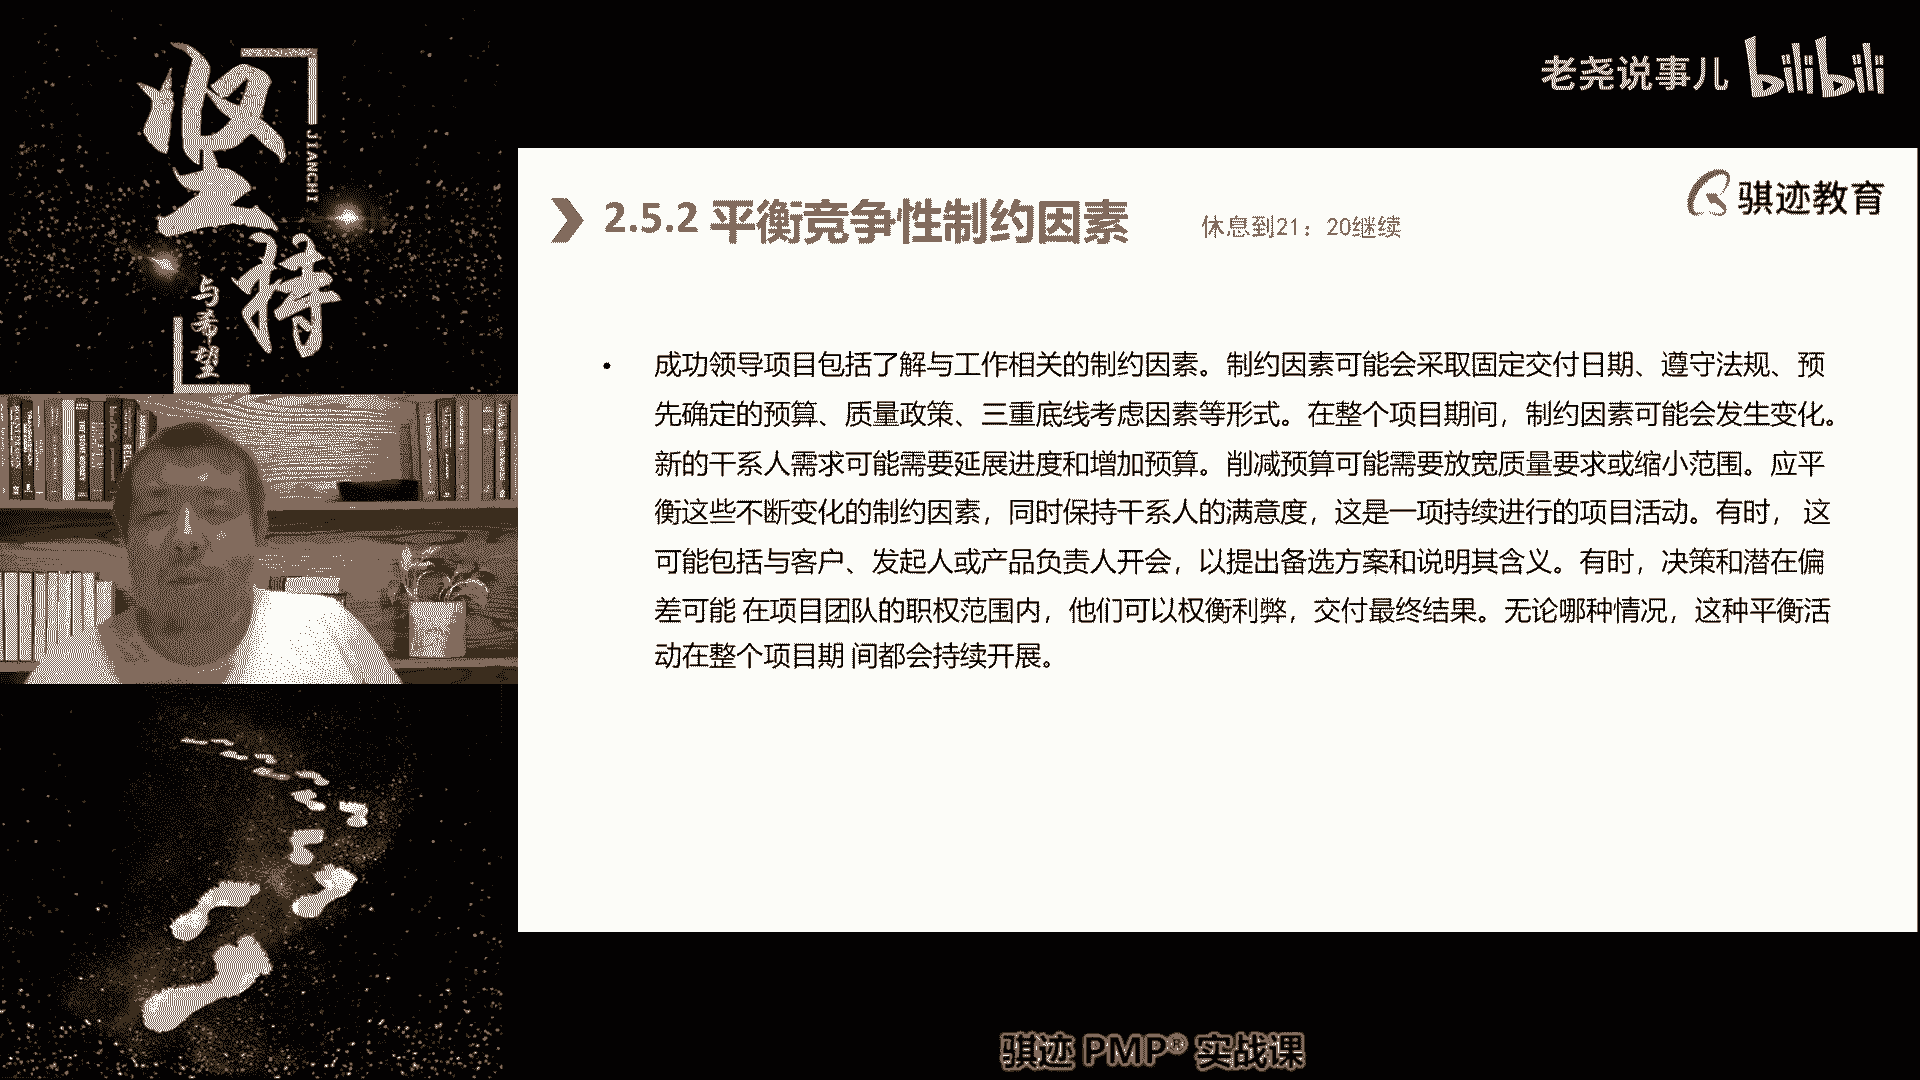 坚持
JIANCHI
与希望
老尧说事儿 bilibili
骐迹教育
2.5.2 平衡竞争性制约因素
休息到21：20继续
• 成功领导项目包括了解与工作相关的制约因素。制约因素可能会采取固定交付日期、遵守法规、预
先确定的预算、质量政策、三重底线考虑因素等形式。在整个项目期间，制约因素可能会发生变化。
新的干系人需求可能需要延展进度和增加预算。削减预算可能需要放宽质量要求或缩小范围。应平
衡这些不断变化的制约因素，同时保持干系人的满意度，这是一项持续进行的项目活动。有时， 这
可能包括与客户、发起人或产品负责人开会，以提出备选方案和说明其含义。有时，决策和潜在偏
差可能 在项目团队的职权范围内，他们可以权衡利弊，交付最终结果。无论哪种情况，这种平衡活
动在整个项目期 间都会持续开展。
骐迹 PMP® 实战课